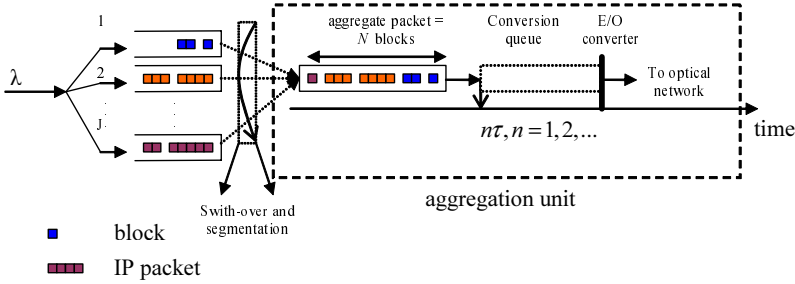 1
aggregate packet =
N blocks
Conversion
queue
E/O
converter
λ
2
To optical
network
J
nτ, n = 1,2,...
time
aggregation unit
Swith-over and
segmentation
block
IP packet